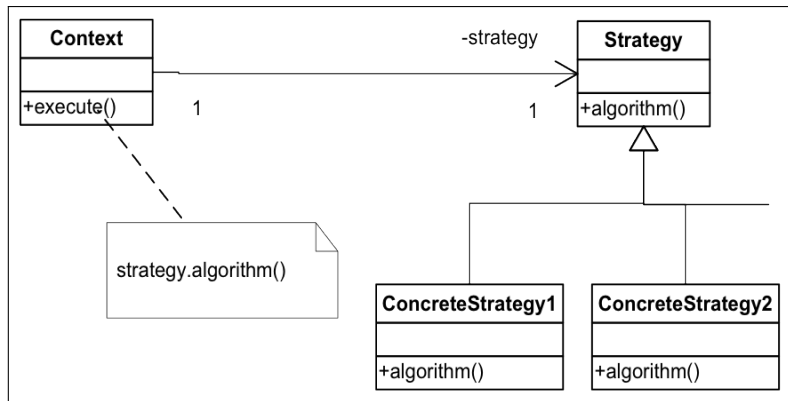 Context
-strategy
Strategy
+execute()
1
1
+algorithm()
strategy.algorithm()
ConcreteStrategy1
ConcreteStrategy2
+algorithm()
+algorithm()